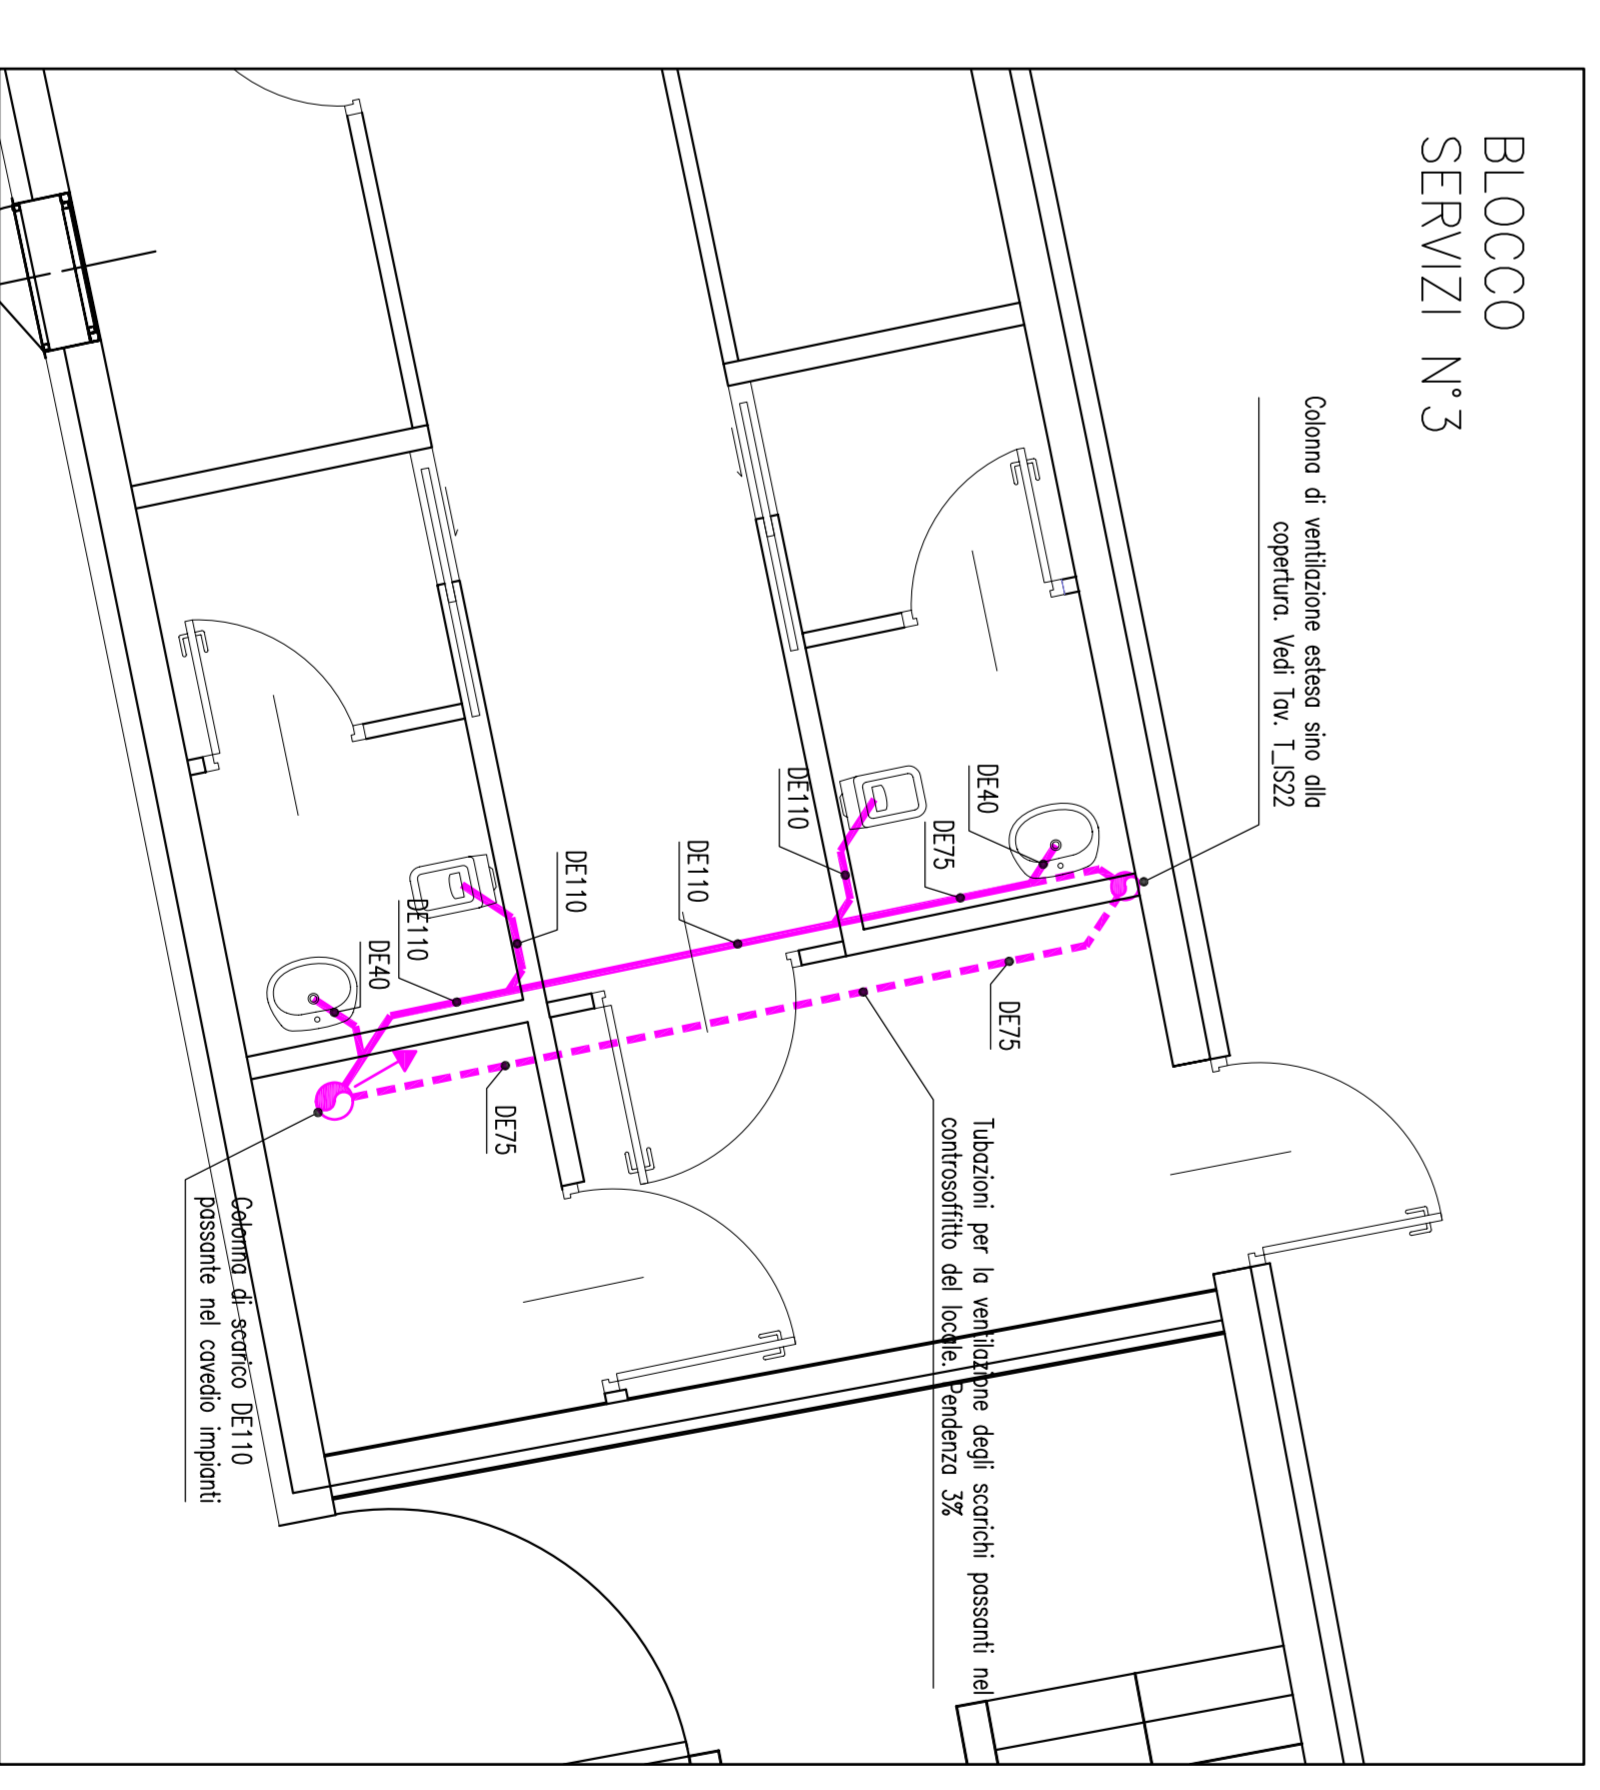 BLOCCO
SERVIZI N°3
Colonna di ventilazione estesa sino alla
copertura. Vedi Tav. T_IS22
DE40
DE75
DE110
DE110
DE110
DE110
DE40
DE75
DE75
Tubazioni per la ventilazione degli scarichi passanti nel
controsoffitto del locale. Pendenza 3%
Colonna di scarico DE110
passante nel cavedio impianti